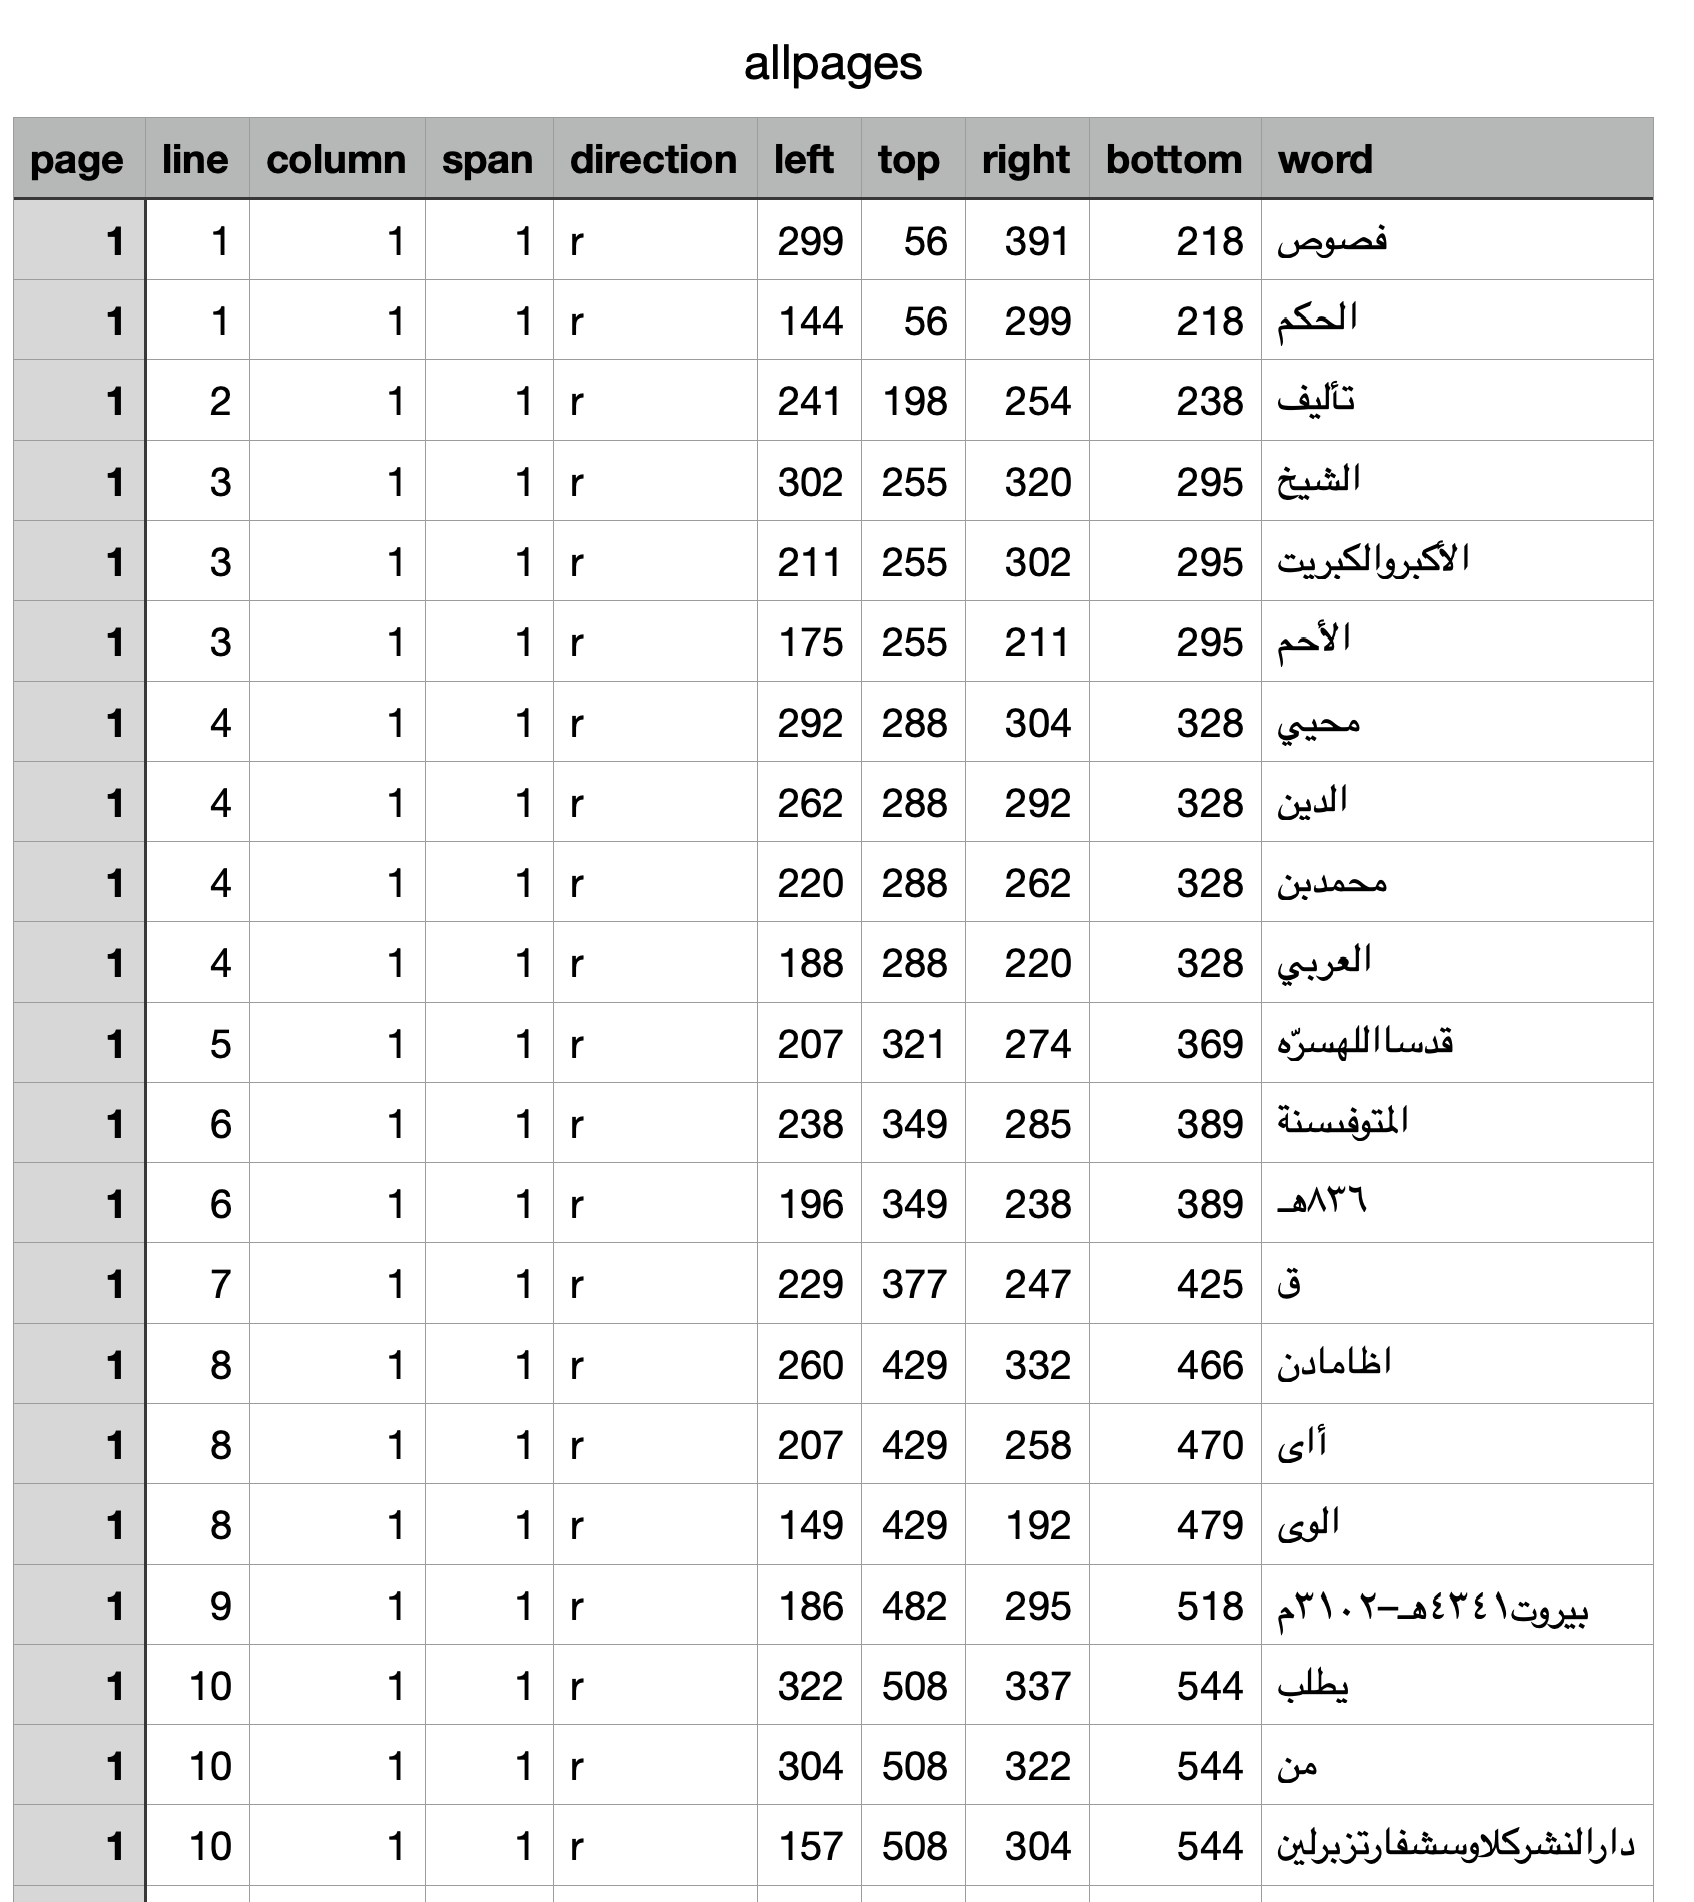 allpages
page line column span direction left top right bottom word
1 1 1 1 r 299 56 391 218 فصوص
1 1 1 1 r 144 56 299 218 الحكم
1 2 1 1 r 241 198 254 238 تأليف
1 3 1 1 r 302 255 320 295 الشيخ
1 3 1 1 r 211 255 302 295 الأكبروالكبريت
1 3 1 1 r 175 255 211 295 الأحم
1 4 1 1 r 292 288 304 328 محيي
1 4 1 1 r 262 288 292 328 الدين
1 4 1 1 r 220 288 262 328 محمدبن
1 4 1 1 r 188 288 220 328 العربي
1 5 1 1 r 207 321 274 369 قدسااللهسرّه
1 6 1 1 r 238 349 285 389 المتوفىسنة
1 6 1 1 r 196 349 238 389 ٨٣٦هـ
1 7 1 1 r 229 377 247 425 ق
1 8 1 1 r 260 429 332 466 اظامادن
1 8 1 1 r 207 429 258 470 أاى
1 8 1 1 r 149 429 192 479 الوى
1 9 1 1 r 186 482 295 518 بيروت٤٣٤١هـ–٣١٠٢م
1 10 1 1 r 322 508 337 544 يطلب
1 10 1 1 r 304 508 322 544 من
1 10 1 1 r 157 508 304 544 دارالنشركلاوسشفارتزبرلين